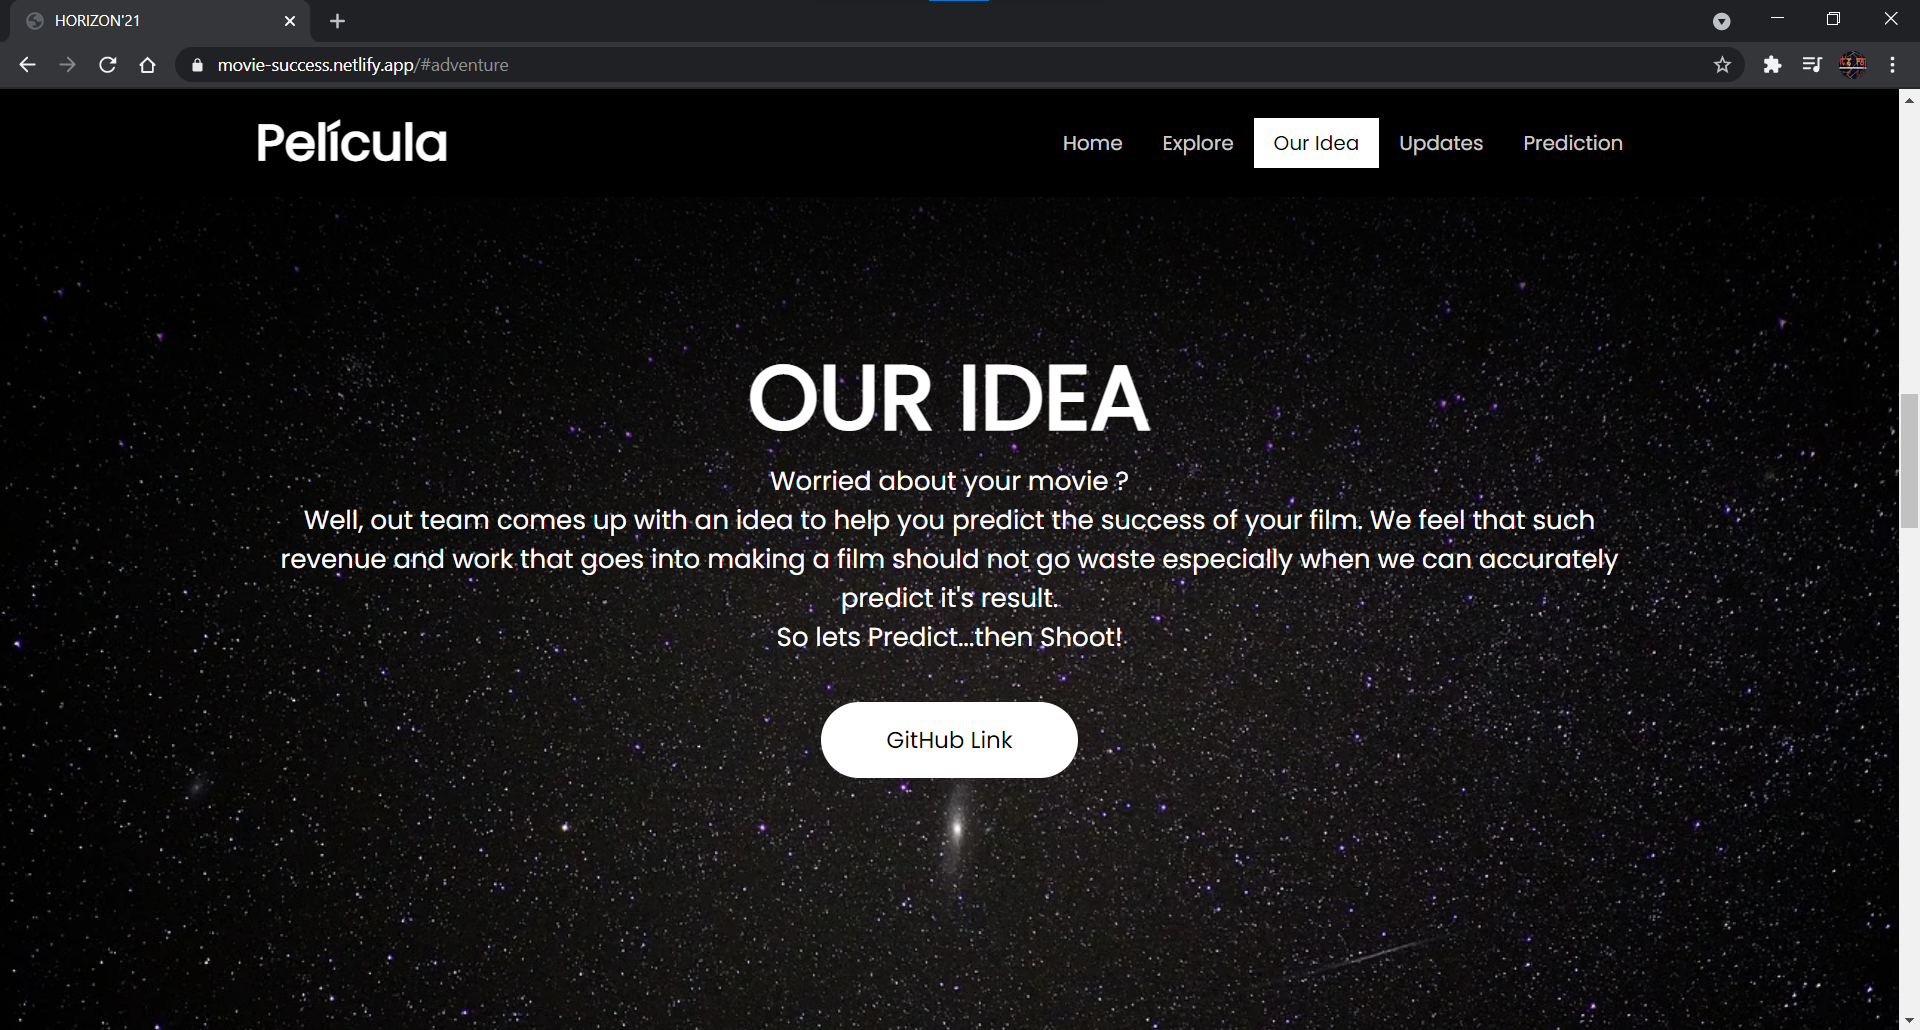 HORIZON'21
movie-success.netlify.app/#adventure
Película
Home Explore Our Idea Updates Prediction
OUR IDEA
Worried about your movie ?
Well, out team comes up with an idea to help you predict the success of your film. We feel that such
revenue and work that goes into making a film should not go waste especially when we can accurately
predict it's result.
So lets Predict...then Shoot!
GitHub Link